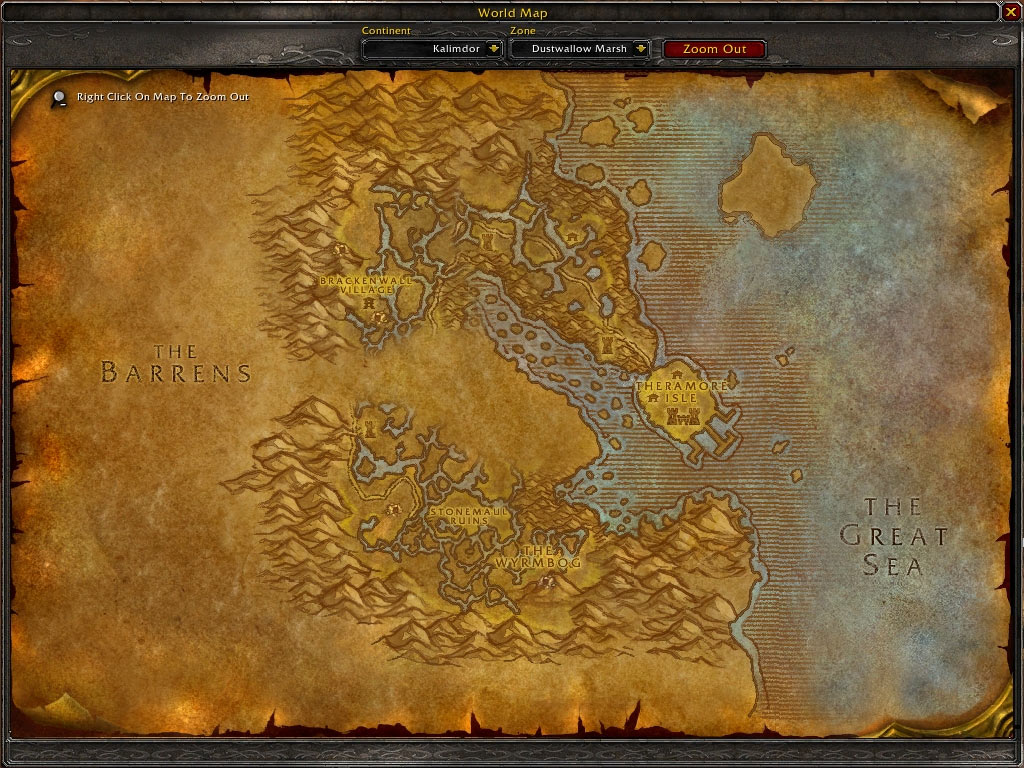 World Map
Continent
Zone
Kalimdor
Dustwallow Marsh
Zoom Out
Right Click On Map To Zoom Out
BRACKENWALL
VILLAGE
THE
BARRENS
THERAMORE
ISLE
THE
GREAT
SEA
STONEMAUL
RUINS
THE
WYRMBOG